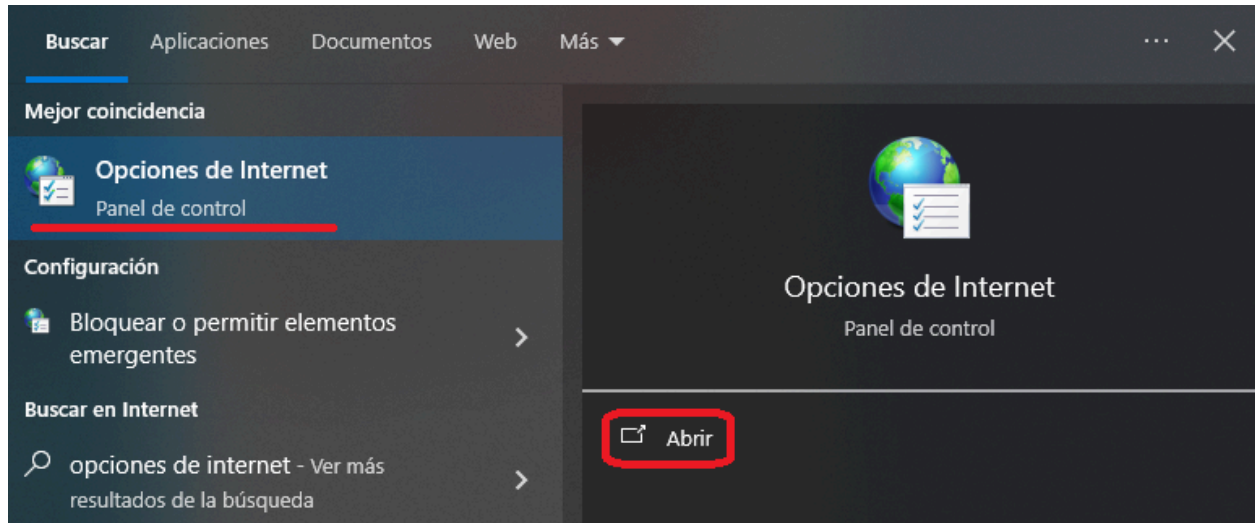 Buscar Aplicaciones Documentos Web Más
Mejor coincidencia
Opciones de Internet
Panel de control
Configuración
Bloquear o permitir elementos
emergentes
Buscar en Internet
opciones de internet - Ver más
resultados de la búsqueda
Opciones de Internet
Panel de control
Abrir